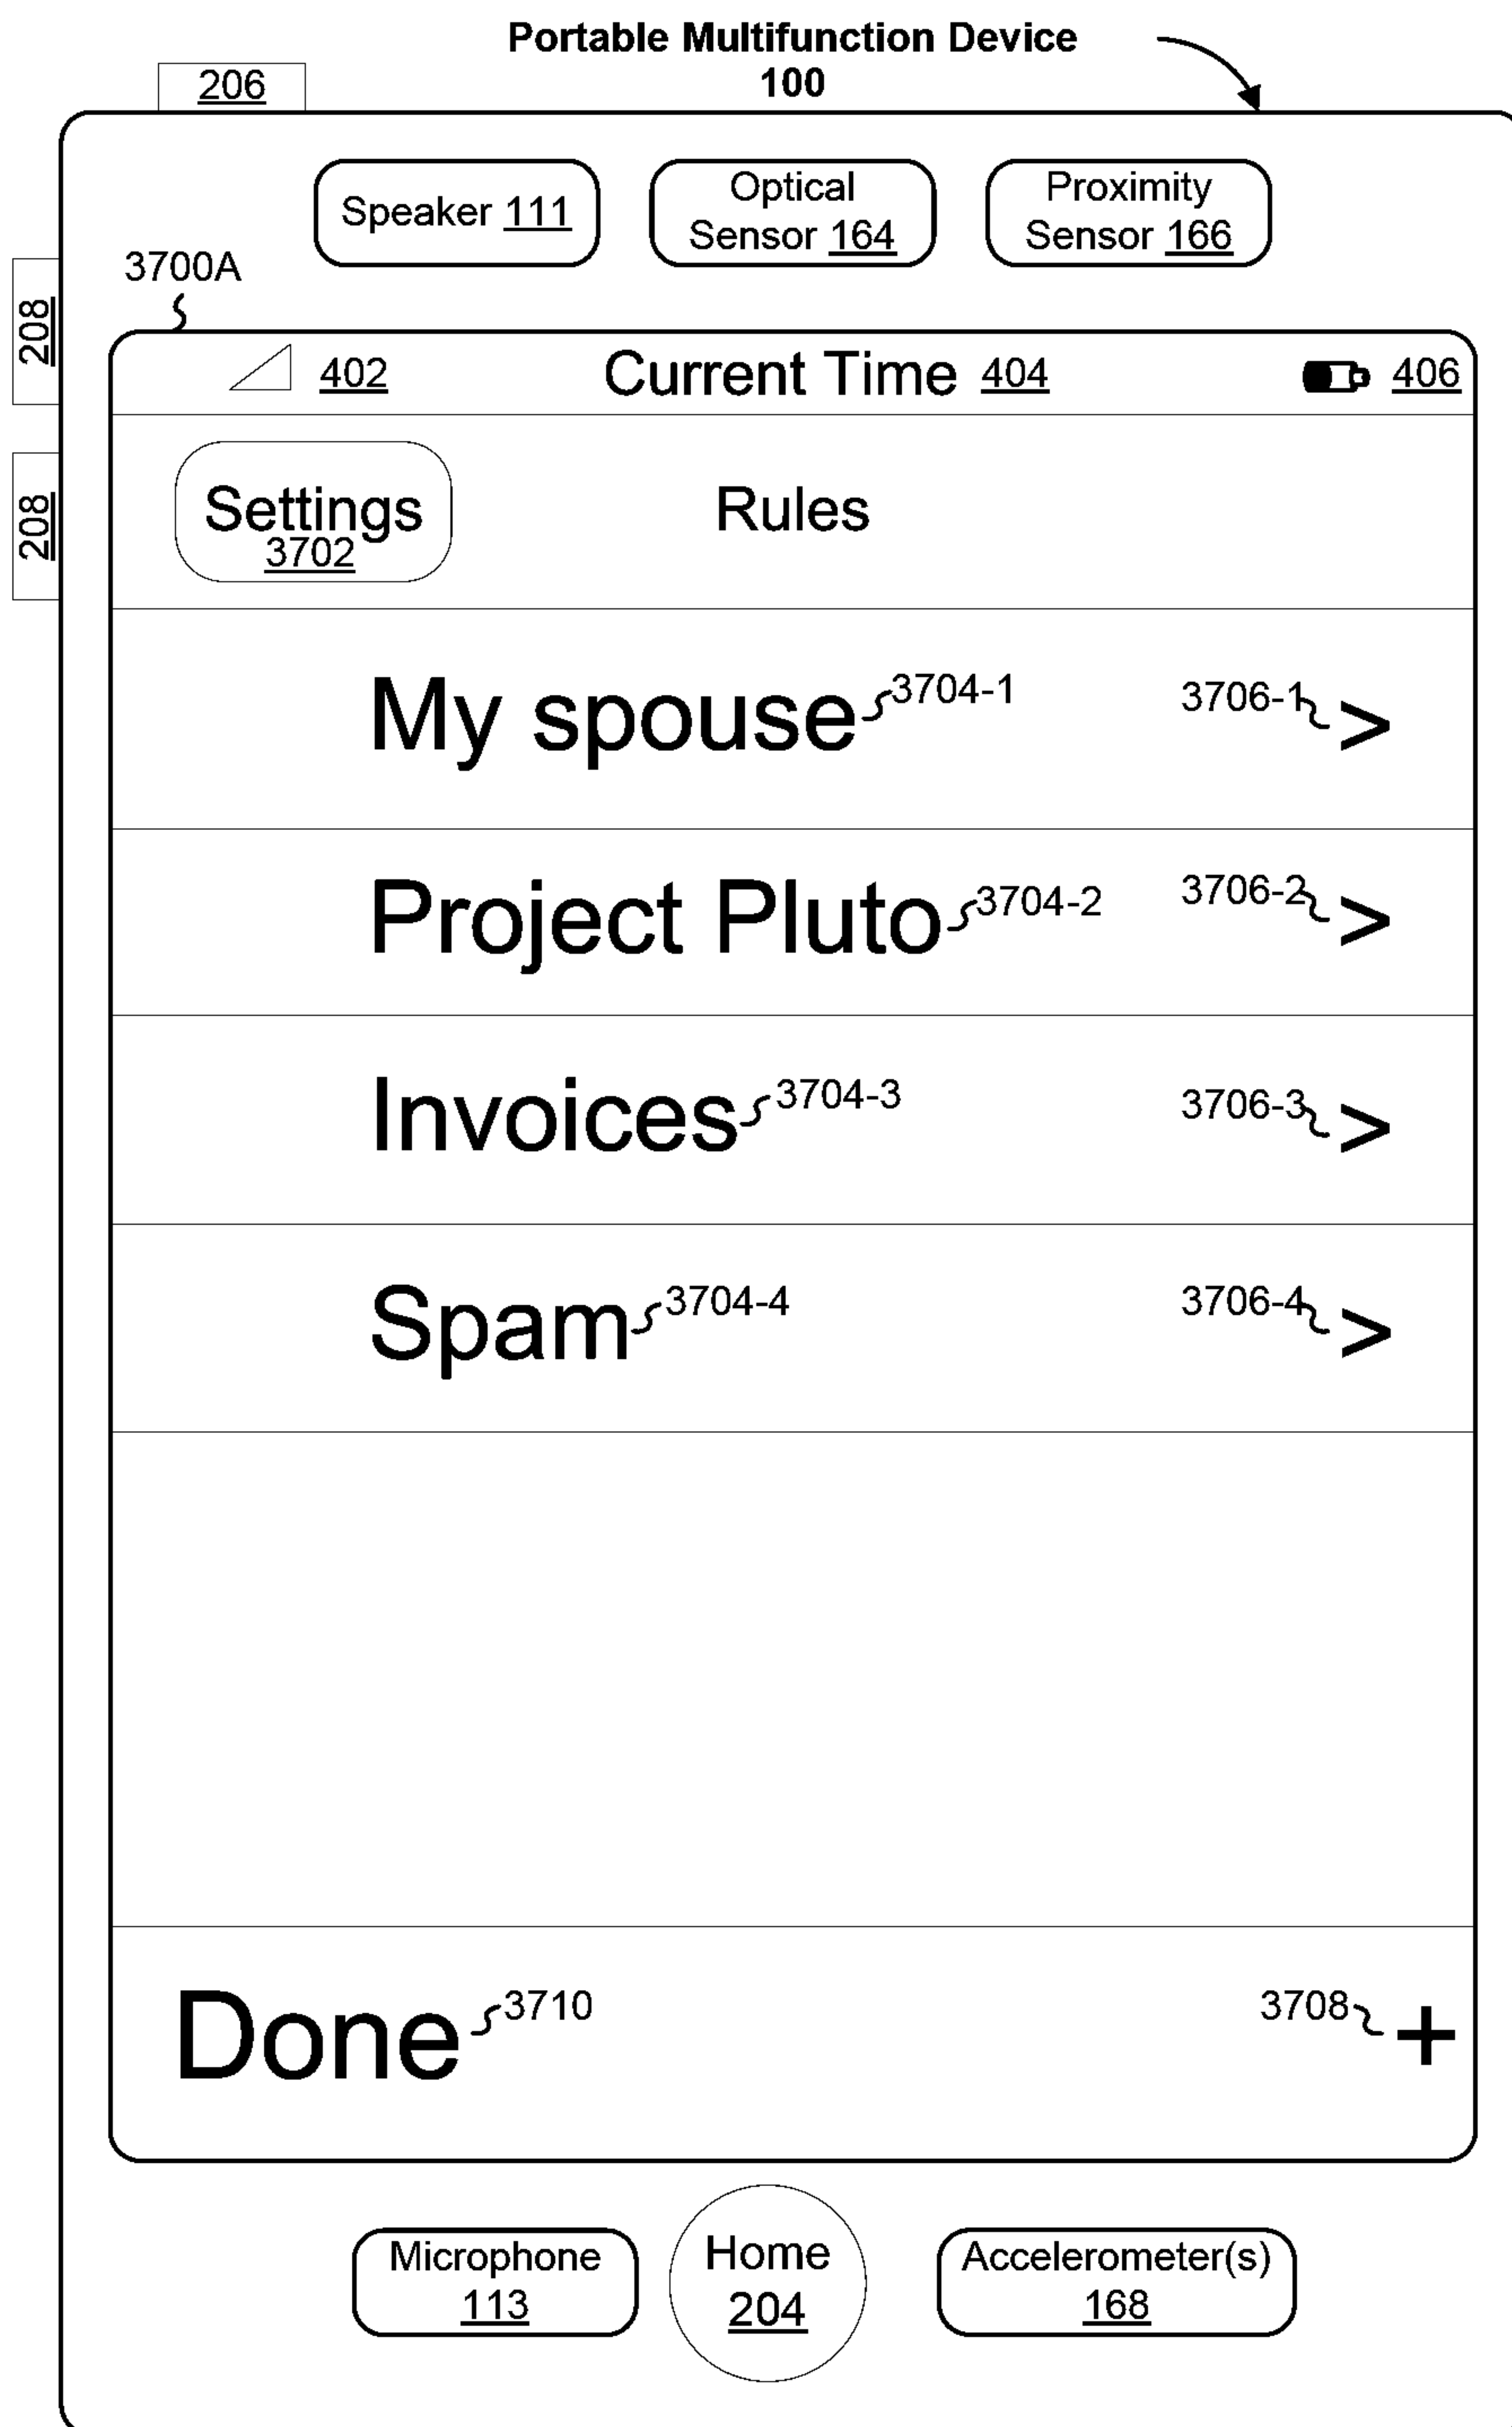 Portable Multifunction Device
100
206
Speaker 111
Optical
Sensor 164
Proximity
Sensor 166
3700A
208
402
Current Time 404
406
Settings
3702
Rules
208
My spouse
3704-1
3706-1
>
Project Pluto
3704-2
3706-2
>
Invoices
3704-3
3706-3
>
Spam
3704-4
3706-4
>
Done
3710
3708
+
Microphone
113
Home
204
Accelerometer(s)
168